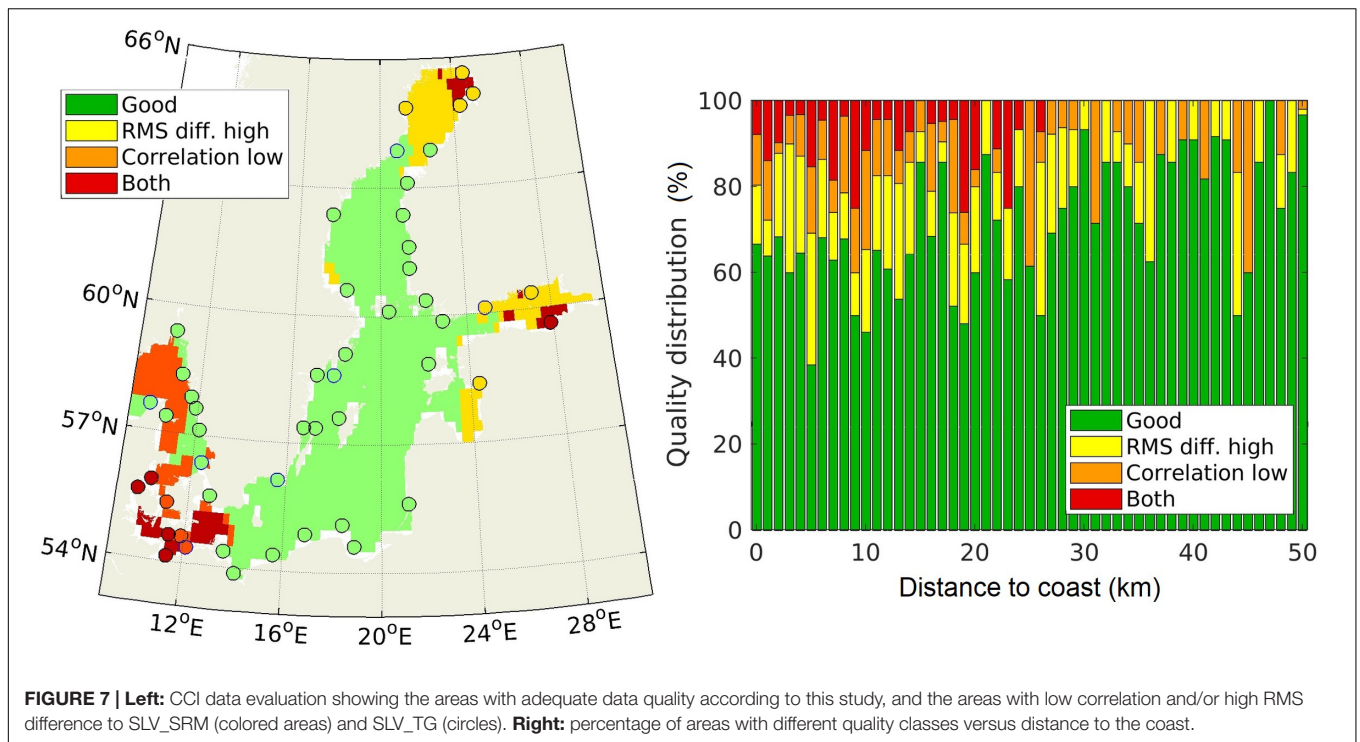 66°N
60°N
57°N
54°N
12°E
16°E
20°E
24°E
28°E
Good
RMS diff. high
Correlation low
Both
Quality distribution (%)
100
80
60
40
20
0
0
10
20
30
40
50
Distance to coast (km)
Good
RMS diff. high
Correlation low
Both
FIGURE 7 | Left: CCI data evaluation showing the areas with adequate data quality according to this study, and the areas with low correlation and/or high RMS
difference to SLV_SRM (colored areas) and SLV_TG (circles). Right: percentage of areas with different quality classes versus distance to the coast.